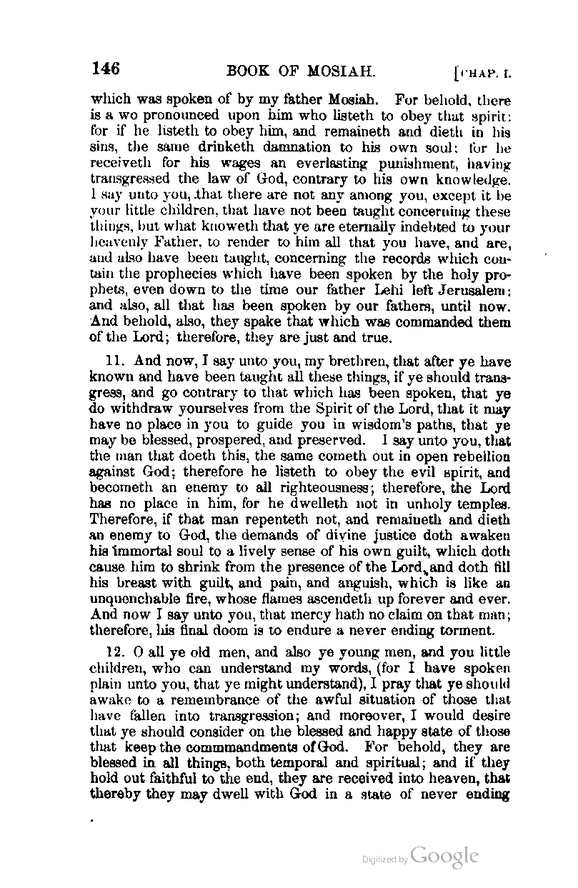 146 BOOK OF MOSIAH. [CHAP. I.
which was spoken of by my father Mosiah. For behold, there
is a wo pronounced upon him who listeth to obey that spirit:
for if he listeth to obey him, and remaineth and dieth in his
sins, the same drinketh damnation to his own soul; for he
receiveth for his wages an everlasting punishment, having
transgressed the law of God, contrary to his own knowledge.
I say unto you, that there are not any among you, except it be
your little children, that have not been taught concerning these
things, but what knoweth that ye are eternally indebted to your
heavenly Father, to render to him all that you have, and are,
and also have been taught, concerning the records which con-
tain the prophecies which have been spoken by the holy pro-
phets, even down to the time our father Lehi left Jerusalem;
and also, all that has been spoken by our fathers, until now.
And behold, also, they spake that which was commanded them
of the Lord; therefore, they are just and true.
11. And now, I say unto you, my brethren, that after ye have
known and have been taught all these things, if ye should trans-
gress, and go contrary to that which has been spoken, that ye
do withdraw yourselves from the Spirit of the Lord, that it may
have no place in you to guide you in wisdom's paths, that ye
may be blessed, prospered, and preserved. I say unto you, that
the man that doeth this, the same cometh out in open rebellion
against God; therefore he listeth to obey the evil spirit, and
becometh an enemy to all righteousness; therefore, the Lord
has no place in him, for he dwelleth not in unholy temples.
Therefore, if that man repenteth not, and remaineth and dieth
an enemy to God, the demands of divine justice doth awaken
his immortal soul to a lively sense of his own guilt, which doth
cause him to shrink from the presence of the Lord, and doth fill
his breast with guilt, and pain, and anguish, which is like an
unquenchable fire, whose flames ascendeth up forever and ever.
And now I say unto you, that mercy hath no claim on that man;
therefore, his final doom is to endure a never ending torment.
12. O all ye old men, and also ye young men, and you little
children, who can understand my words, (for I have spoken
plain unto you, that ye might understand), I pray that ye should
awake to a remembrance of the awful situation of those that
have fallen into transgression; and moreover, I would desire
that ye should consider on the blessed and happy state of those
that keep the commmandments of God. For behold, they are
blessed in all things, both temporal and spiritual; and if they
hold out faithful to the end, they are received into heaven, that
thereby they may dwell with God in a state of never ending
Digitized by Google